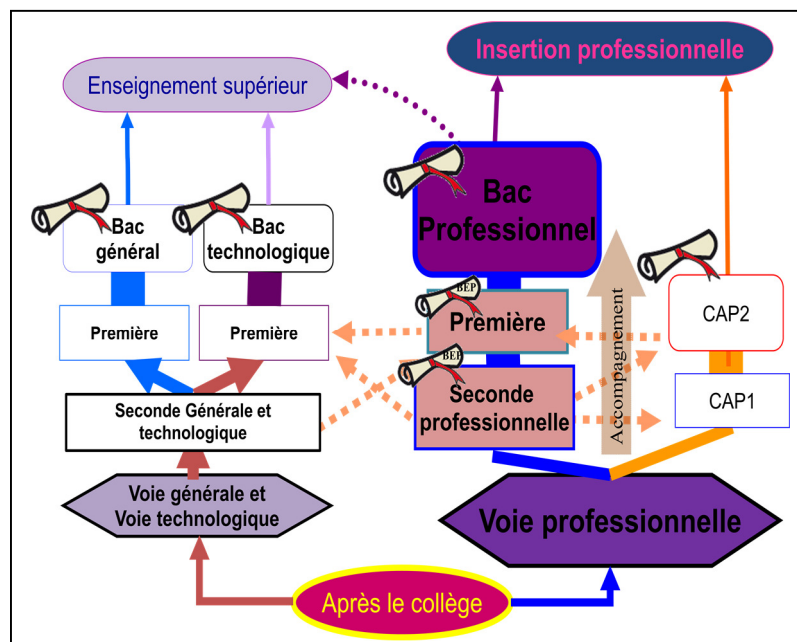 Insertion professionnelle
Enseignement supérieur
Bac
général
Bac
technologique
Bac
Professionnel
BEP
Première
Première
Première
CAP2
BEP
Seconde
professionnelle
Accompagnement
CAP1
Seconde Générale et
technologique
Voie générale et
Voie technologique
Voie professionnelle
Après le collège